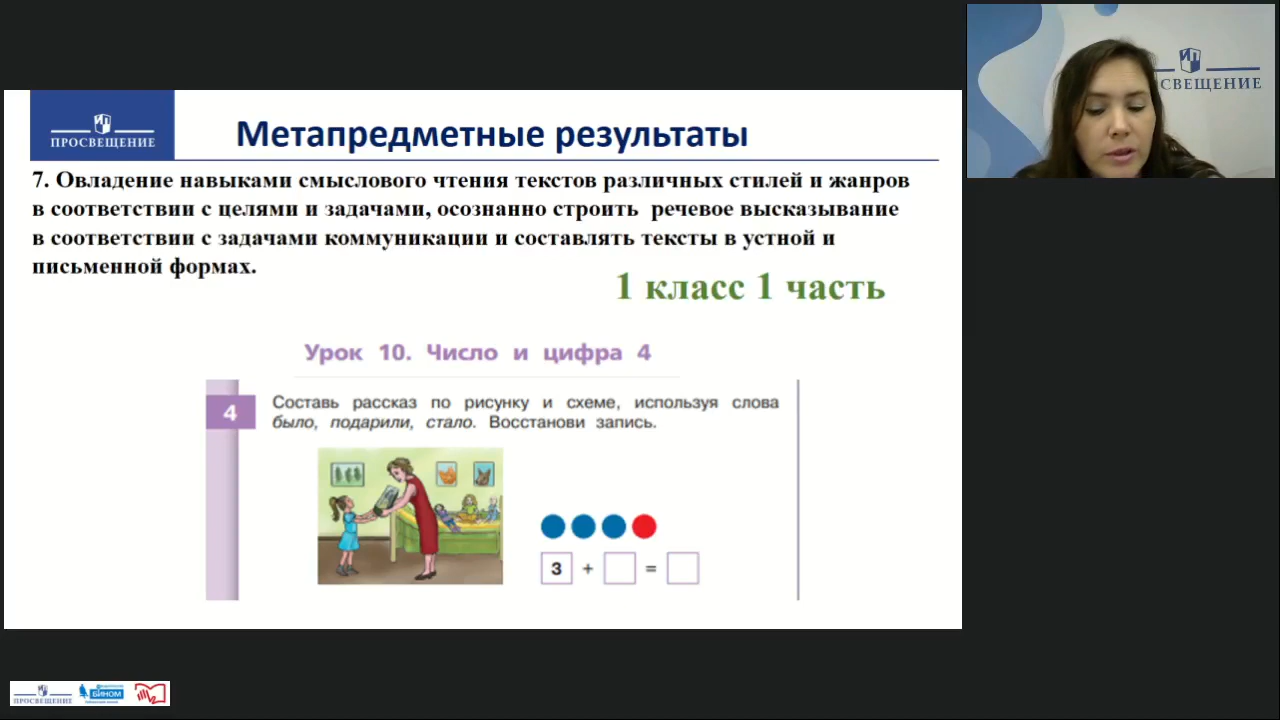 ПРОСВЕЩЕНИЕ
Метапредметные результаты
7. Овладение навыками смыслового чтения текстов различных стилей и жанров
в соответствии с целями и задачами, осознанно строить речевое высказывание
в соответствии с задачами коммуникации и составлять тексты в устной и
письменной формах.
1 класс 1 часть
Урок 10. Число и цифра 4
4
Составь рассказ по рисунку и схеме, используя слова
было, подарили, стало. Восстанови запись.
3 + =
СВЕЩЕНИЕ
ПРОСВЕЩЕНИЕ
БИНОМ